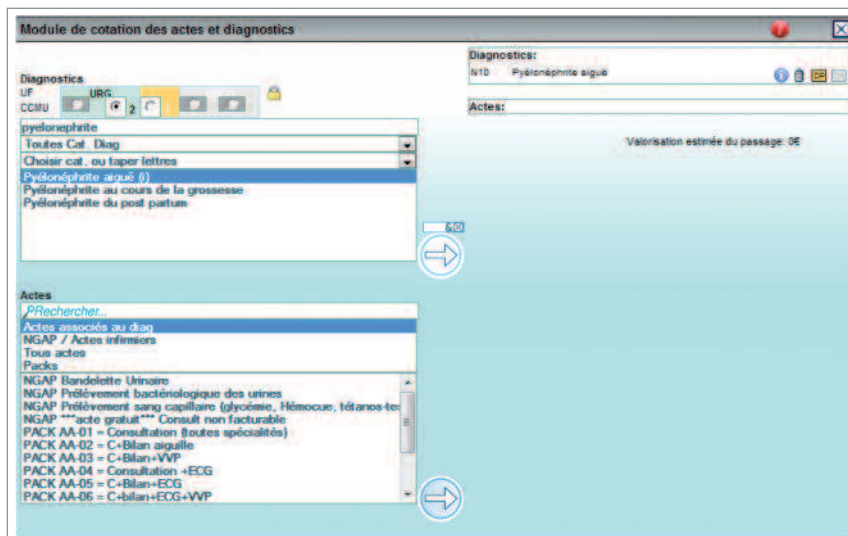 Module de cotation des actes et diagnostics
Diagnostics
UF URG
CCMU 2
pyelonephrite
Toutes Cat. Diag
Choisir cat. ou taper lettres
Pyélonéphrite aiguë (i)
Pyélonéphrite au cours de la grossesse
Pyélonéphrite du post partum
&
Actes
Rechercher...
Actes associés au diag
NGAP / Actes infirmiers
Tous actes
Packs
NGAP Bandelette Urinaire
NGAP Prélèvement bactériologique des urines
NGAP Prélèvement sang capillaire (glycémie, Hémocue, tétanos-te
NGAP ***acte gratuit*** Consult non facturable
PACK AA-01 = Consultation (toutes spécialités)
PACK AA-02 = C+Bilan aiguille
PACK AA-03 = C+Bilan+VVP
PACK AA-04 = Consultation +ECG
PACK AA-05 = C+Bilan+ECG
PACK AA-06 = C+bilan+ECG+VVP
Diagnostics:
N10 Pyélonéphrite aiguë
DP
Actes:
Valorisation estimée du passage: 0€